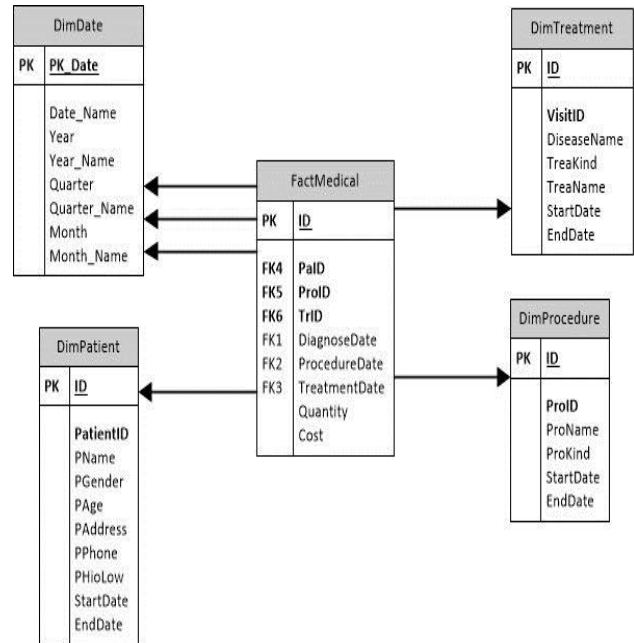 DimDate
PK PK_Date
Date_Name
Year
Year_Name
Quarter
Quarter_Name
Month
Month_Name
DimTreatment
PK ID
VisitID
DiseaseName
TreaKind
TreaName
StartDate
EndDate
FactMedical
PK ID
FK4 PaID
FK5 ProID
FK6 TrID
FK1 DiagnoseDate
FK2 ProcedureDate
FK3 TreatmentDate
Quantity
Cost
DimPatient
PK ID
PatientID
PName
PGender
PAge
PAddress
PPhone
PHioLow
StartDate
EndDate
DimProcedure
PK ID
ProID
ProName
ProKind
StartDate
EndDate